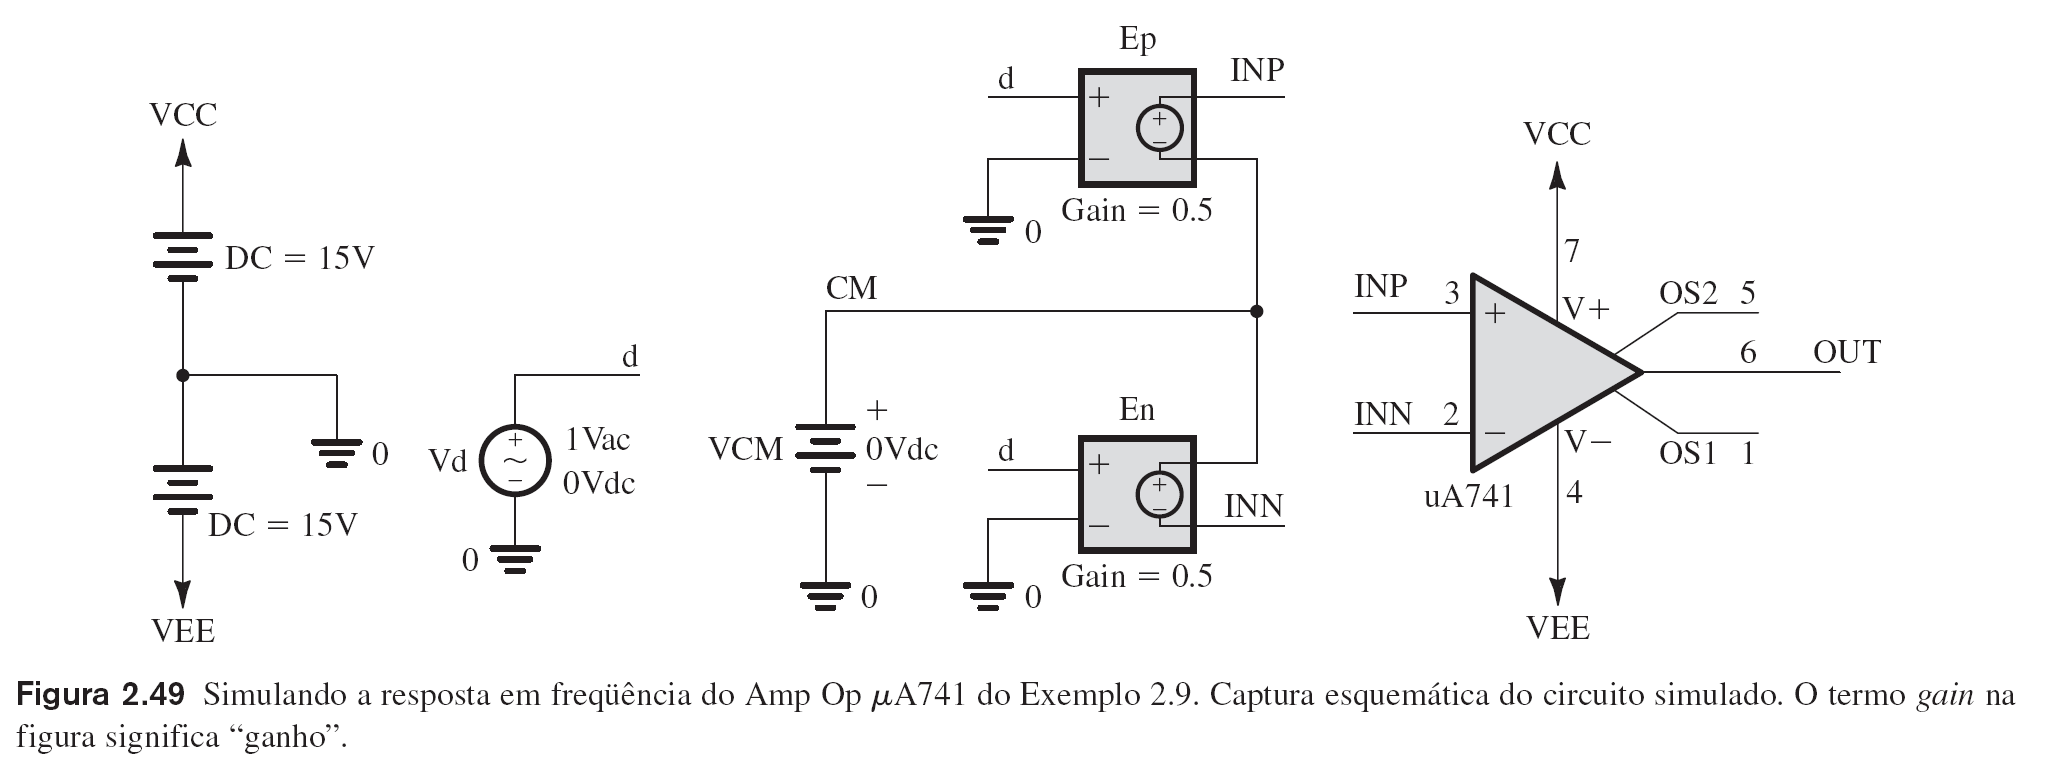 VCC
DC = 15V
0
DC = 15V
VEE
d
Vd
+
~
−
1Vac
0Vdc
0
Ep
d
+
−
+
−
INP
0
Gain = 0.5
CM
VCM
+
0Vdc
−
0
En
d
+
−
+
−
INN
0
Gain = 0.5
VCC
7
INP 3
+
V+
OS2 5
6 OUT
INN 2
−
V−
OS1 1
uA741
4
VEE
Figura 2.49 Simulando a resposta em freqüência do Amp Op μA741 do Exemplo 2.9. Captura esquemática do circuito simulado. O termo gain na
figura significa “ganho”.